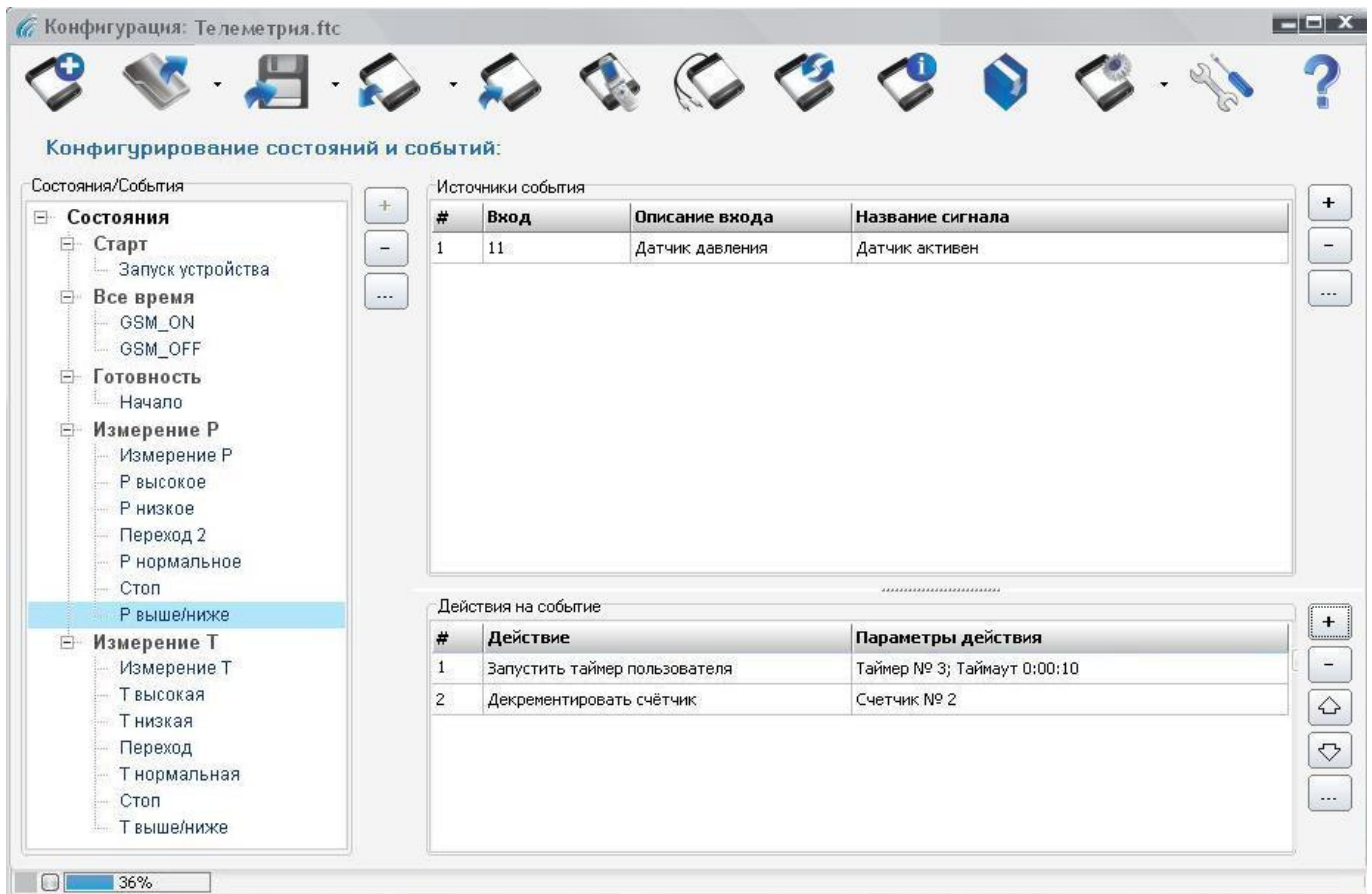 Конфигурация: Телеметрия.ftc
Конфигурирование состояний и событий:
Состояния/События
Состояния
Старт
Запуск устройства
Все время
GSM_ON
GSM_OFF
Готовность
Начало
Измерение P
Измерение P
P высокое
P низкое
Переход 2
P нормальное
Стоп
P выше/ниже
Измерение T
Измерение T
T высокая
T низкая
Переход
T нормальная
Стоп
T выше/ниже
+
-
...
Источники события
# Вход Описание входа Название сигнала
1 11 Датчик давления Датчик активен
+
-
...
Действия на событие
# Действие Параметры действия
1 Запустить таймер пользователя Таймер № 3; Таймаут 0:00:10
2 Декрементировать счётчик Счетчик № 2
+
-
...
36%